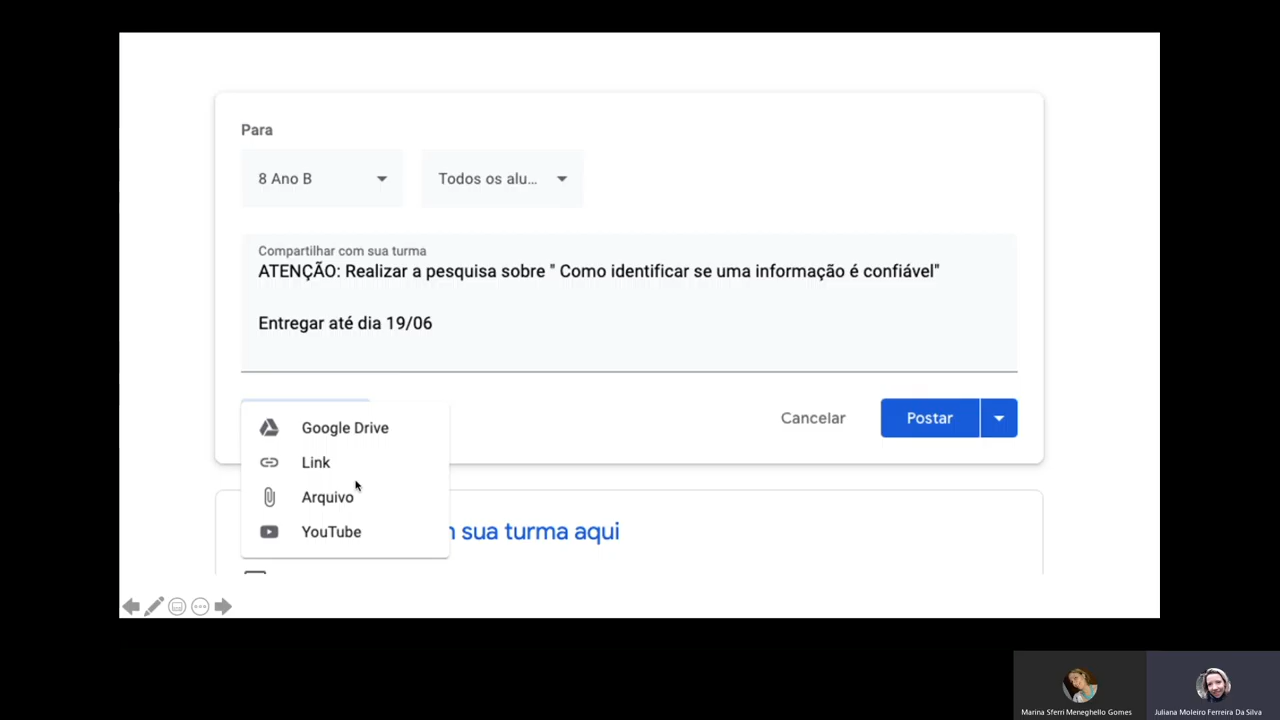 Para
8 Ano B
Todos os alu...
Compartilhar com sua turma
ATENÇÃO: Realizar a pesquisa sobre " Como identificar se uma informação é confiável"
Entregar até dia 19/06
Cancelar
Postar
Google Drive
Link
Arquivo
YouTube
sua turma aqui
Marina Sferri Meneghello Gomes
Juliana Moleiro Ferreira Da Silva